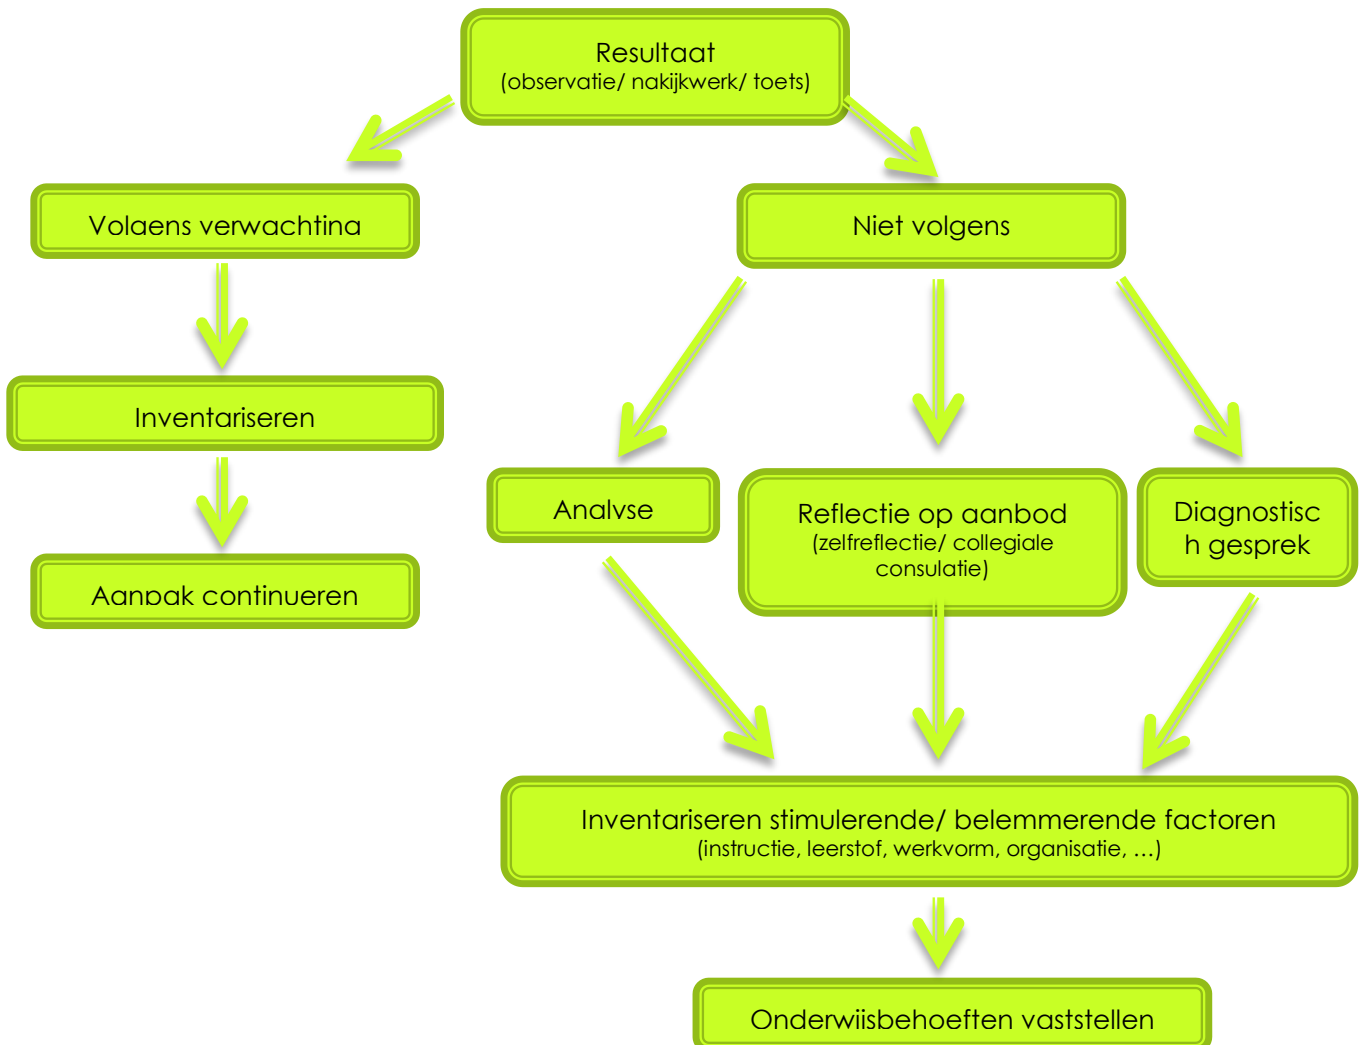 Resultaat
(observatie/ nakijkwerk/ toets)
Volgens verwachting
Niet volgens
Inventariseren
Analyse
Reflectie op aanbod
(zelfreflectie/ collegiale
consulatie)
Diagnostisc
h gesprek
Aanpak continueren
Inventariseren stimulerende/ belemmerende factoren
(instructie, leerstof, werkvorm, organisatie, ...)
Onderwijsbehoeften vaststellen